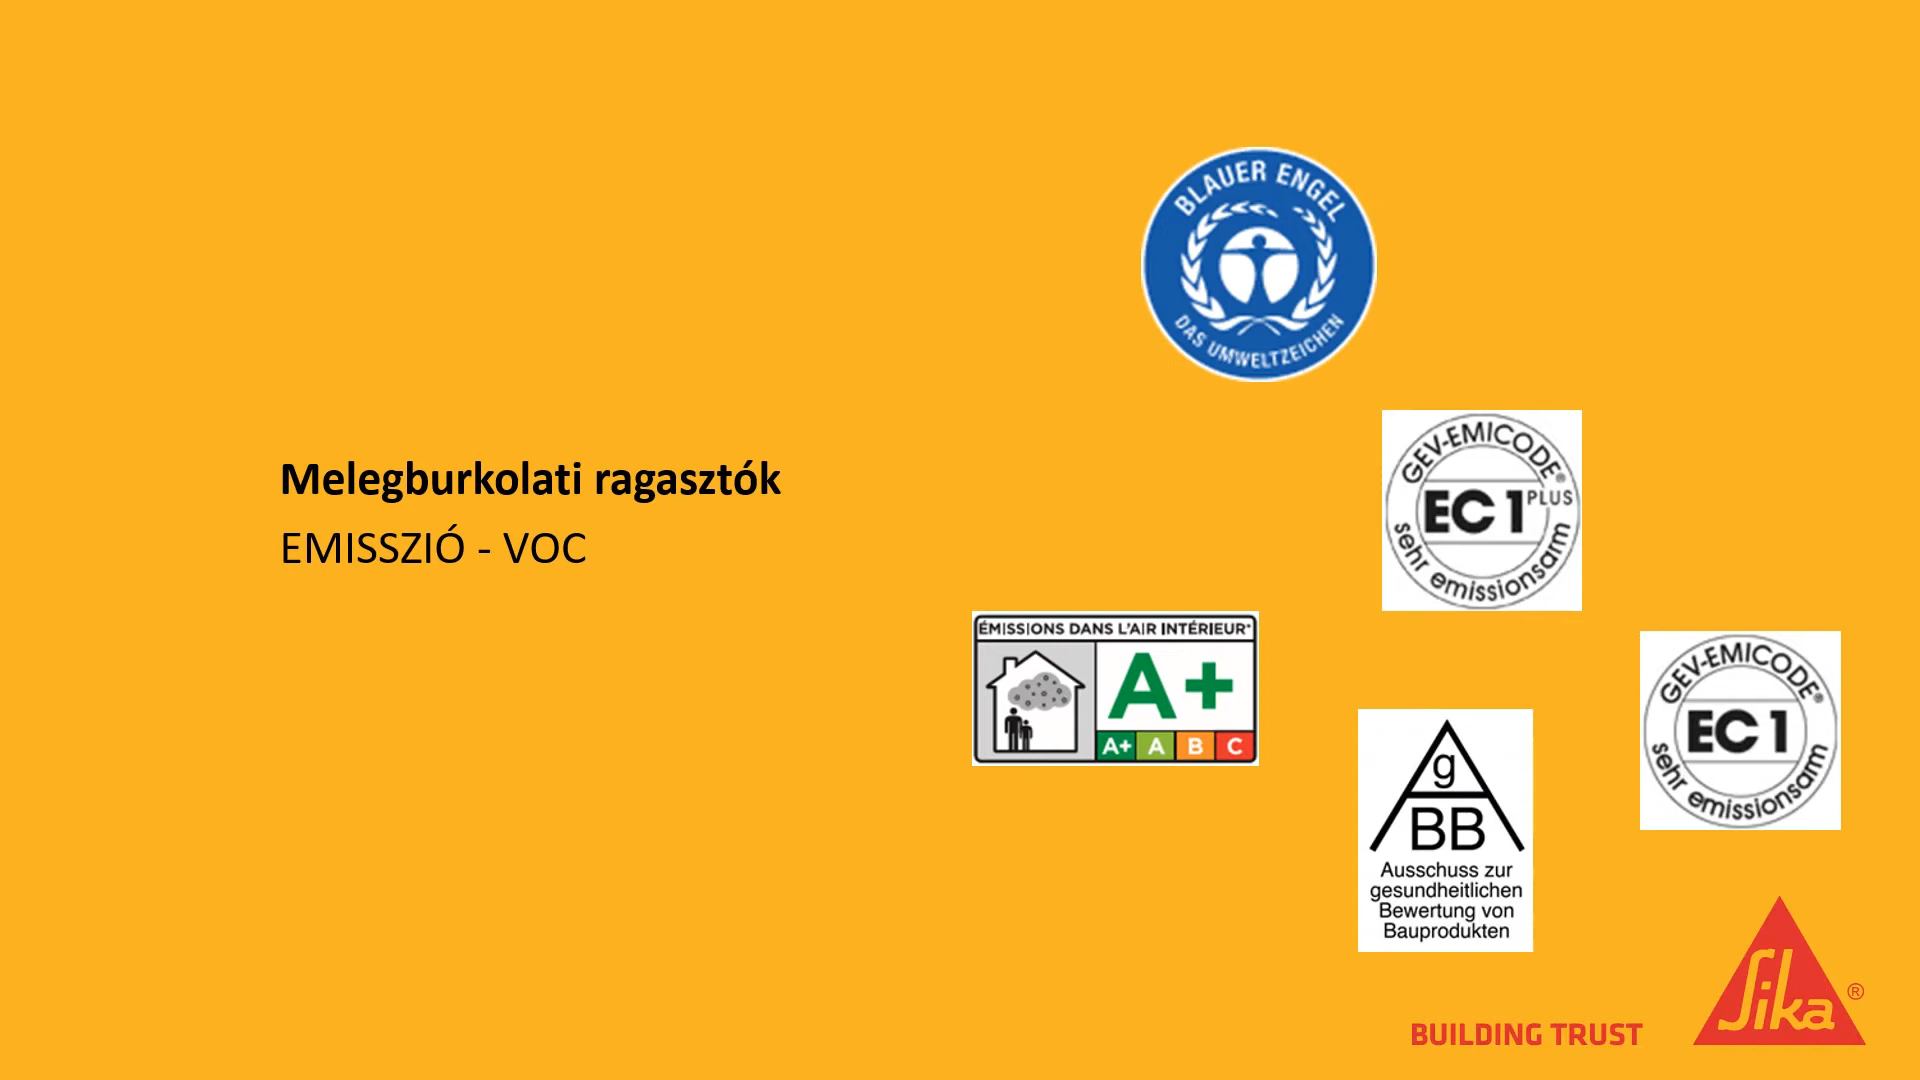 BLAUER ENGEL
DAS UMWELTZEICHEN
Melegburkolati ragasztók
EMISSZIÓ - VOC
GEV-EMICODE®
EC 1 PLUS
sehr emissionsarm
ÉMISSIONS DANS L'AIR INTÉRIEUR*
A+
A+ A B C
GEV-EMICODE®
EC 1
sehr emissionsarm
g
BB
Ausschuss zur
gesundheitlichen
Bewertung von
Bauprodukten
BUILDING TRUST
Sika®